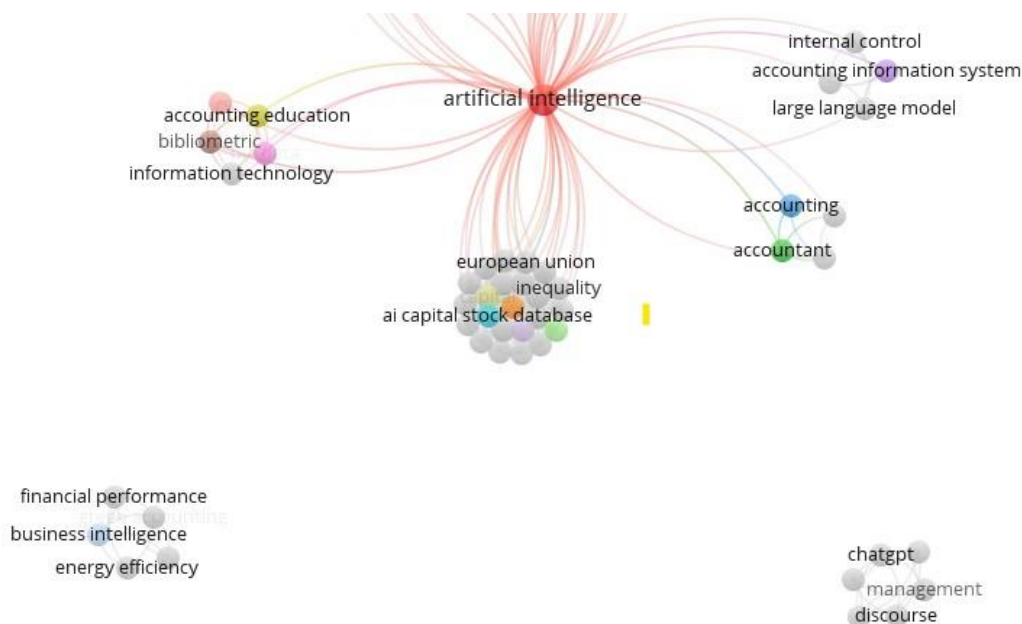 internal control
accounting information system
artificial intelligence
large language model
accounting education
bibliometric
information technology
accounting
accountant
european union
inequality
capital
ai capital stock database
financial performance
business intelligence
energy efficiency
chatgpt
management
discourse